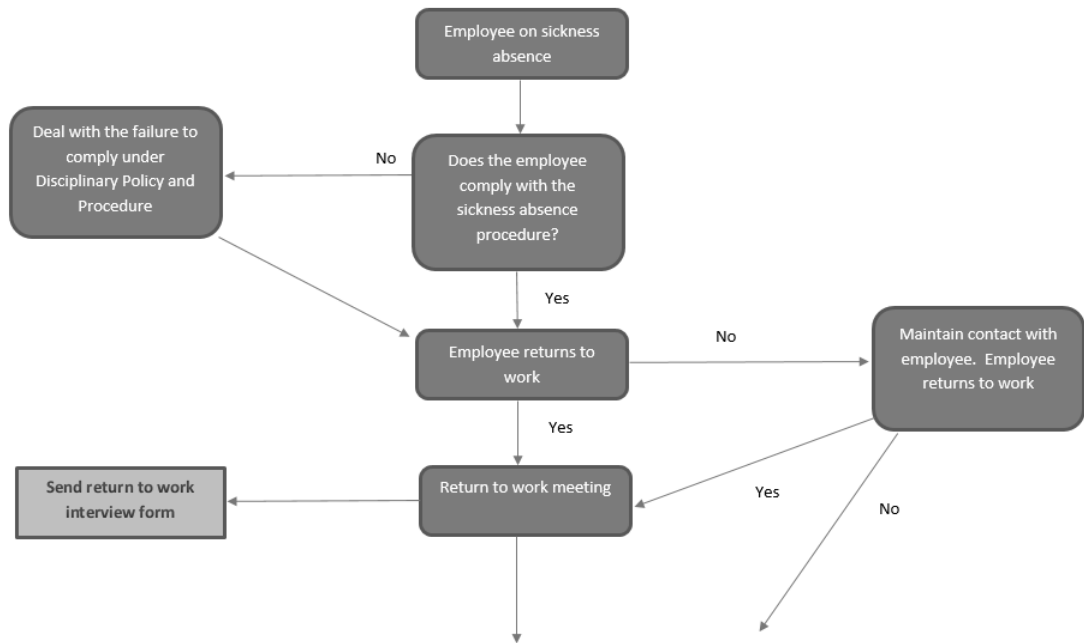 Employee on sickness
absence
Deal with the failure to
comply under
Disciplinary Policy and
Procedure
No
Does the employee
comply with the
sickness absence
procedure?
Yes
Employee returns to
work
No
Maintain contact with
employee.  Employee
returns to work
Yes
Send return to work
interview form
Return to work meeting
Yes
No